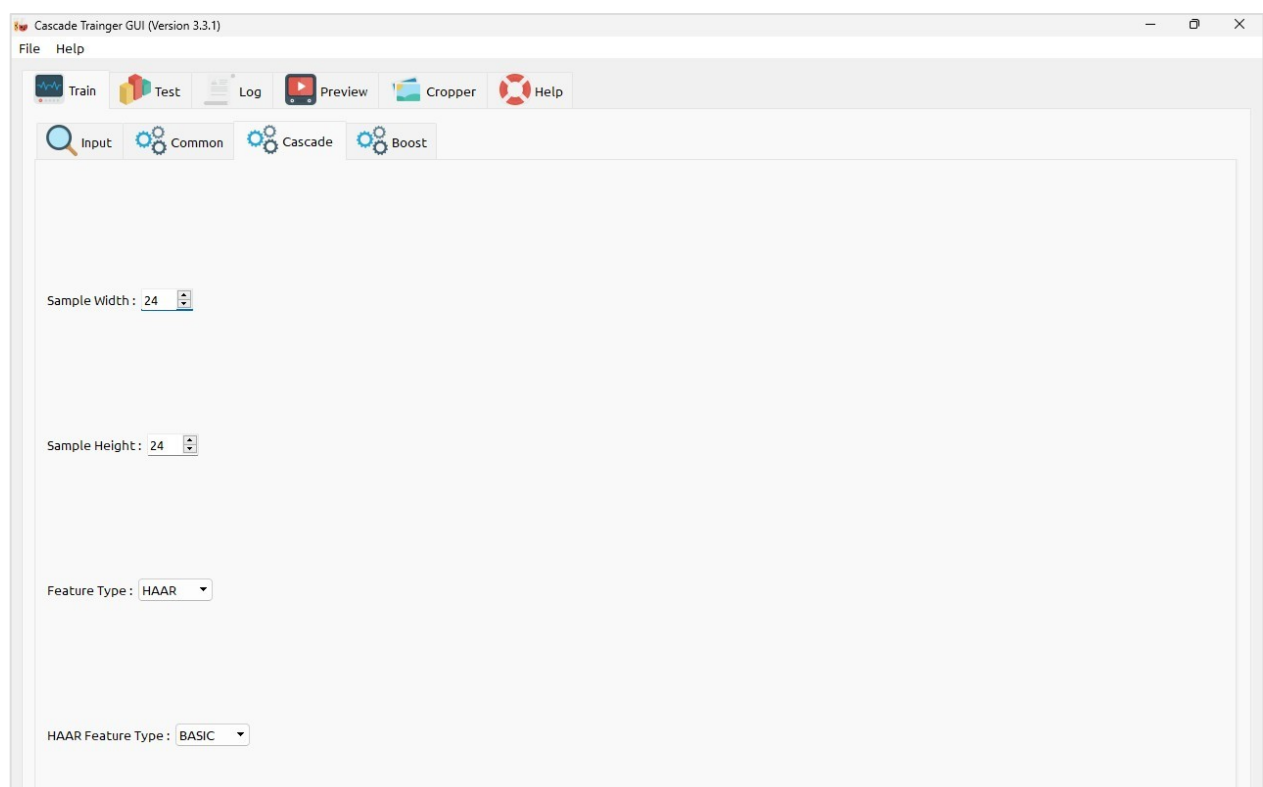 Cascade Trainger GUI (Version 3.3.1)
File Help
Train Test Log Preview Cropper Help
Input Common Cascade Boost
Sample Width : 24
Sample Height : 24
Feature Type : HAAR
HAAR Feature Type : BASIC